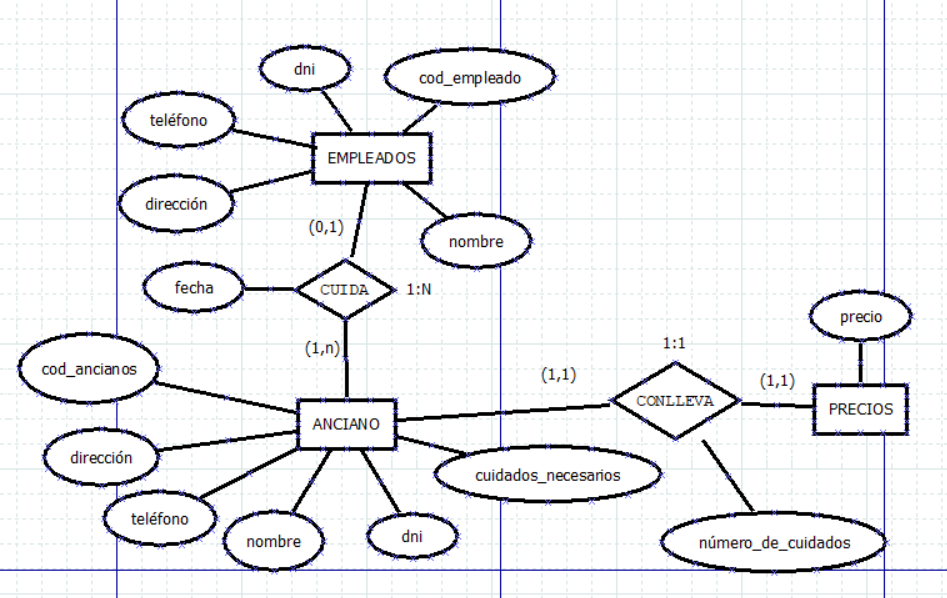 dni
cod_empleado
teléfono
EMPLEADOS
dirección
(0,1)
nombre
fecha
CUIDA
1:N
precio
(1,n)
1:1
cod_ancianos
(1,1)
(1,1)
CONLLEVA
PRECIOS
ANCIANO
dirección
cuidados_necesarios
teléfono
nombre
dni
número_de_cuidados